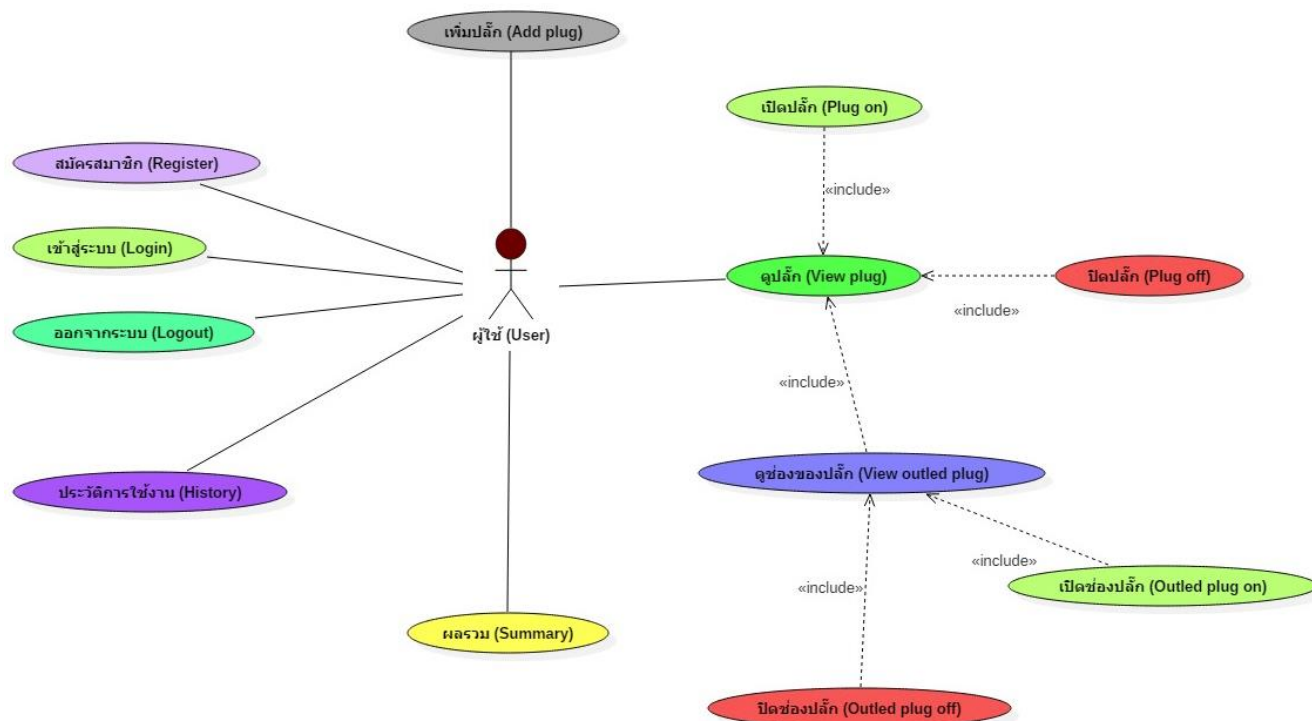 เพิ่มปลั๊ก (Add plug)
เปิดปลั๊ก (Plug on)
สมัครสมาชิก (Register)
«include»
เข้าสู่ระบบ (Login)
ดูปลั๊ก (View plug)
ปิดปลั๊ก (Plug off)
«include»
ออกจากระบบ (Logout)
ผู้ใช้ (User)
«include»
ดูช่องของปลั๊ก (View outled plug)
ประวัติการใช้งาน (History)
«include»
เปิดช่องปลั๊ก (Outled plug on)
«include»
ผลรวม (Summary)
ปิดช่องปลั๊ก (Outled plug off)